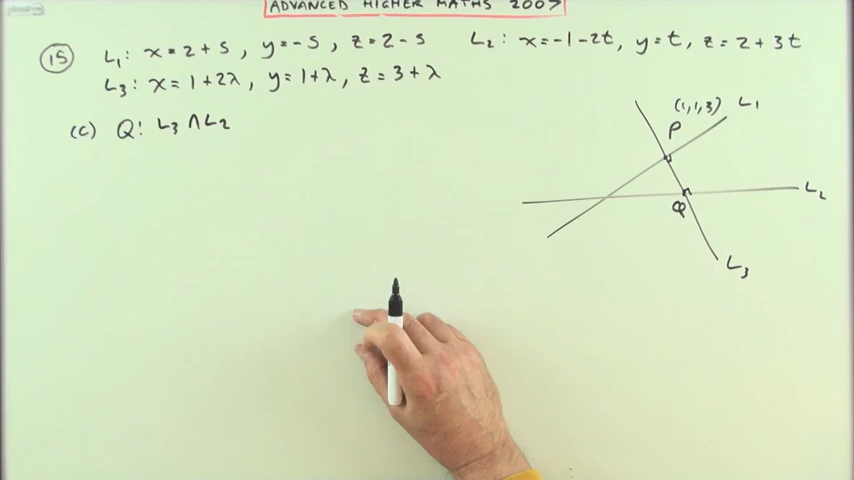 ADVANCED HIGHER MATHS 2007
15 L₁: x = 2 + s, y = -s, z = 2 - s L₂: x = -1 - 2t, y = t, z = 2 + 3t
L₃: x = 1 + 2λ, y = 1 + λ, z = 3 + λ
(c) Q: L₃ ∩ L₂
(1,1,3) L₁
P
L₂
Q
L₃